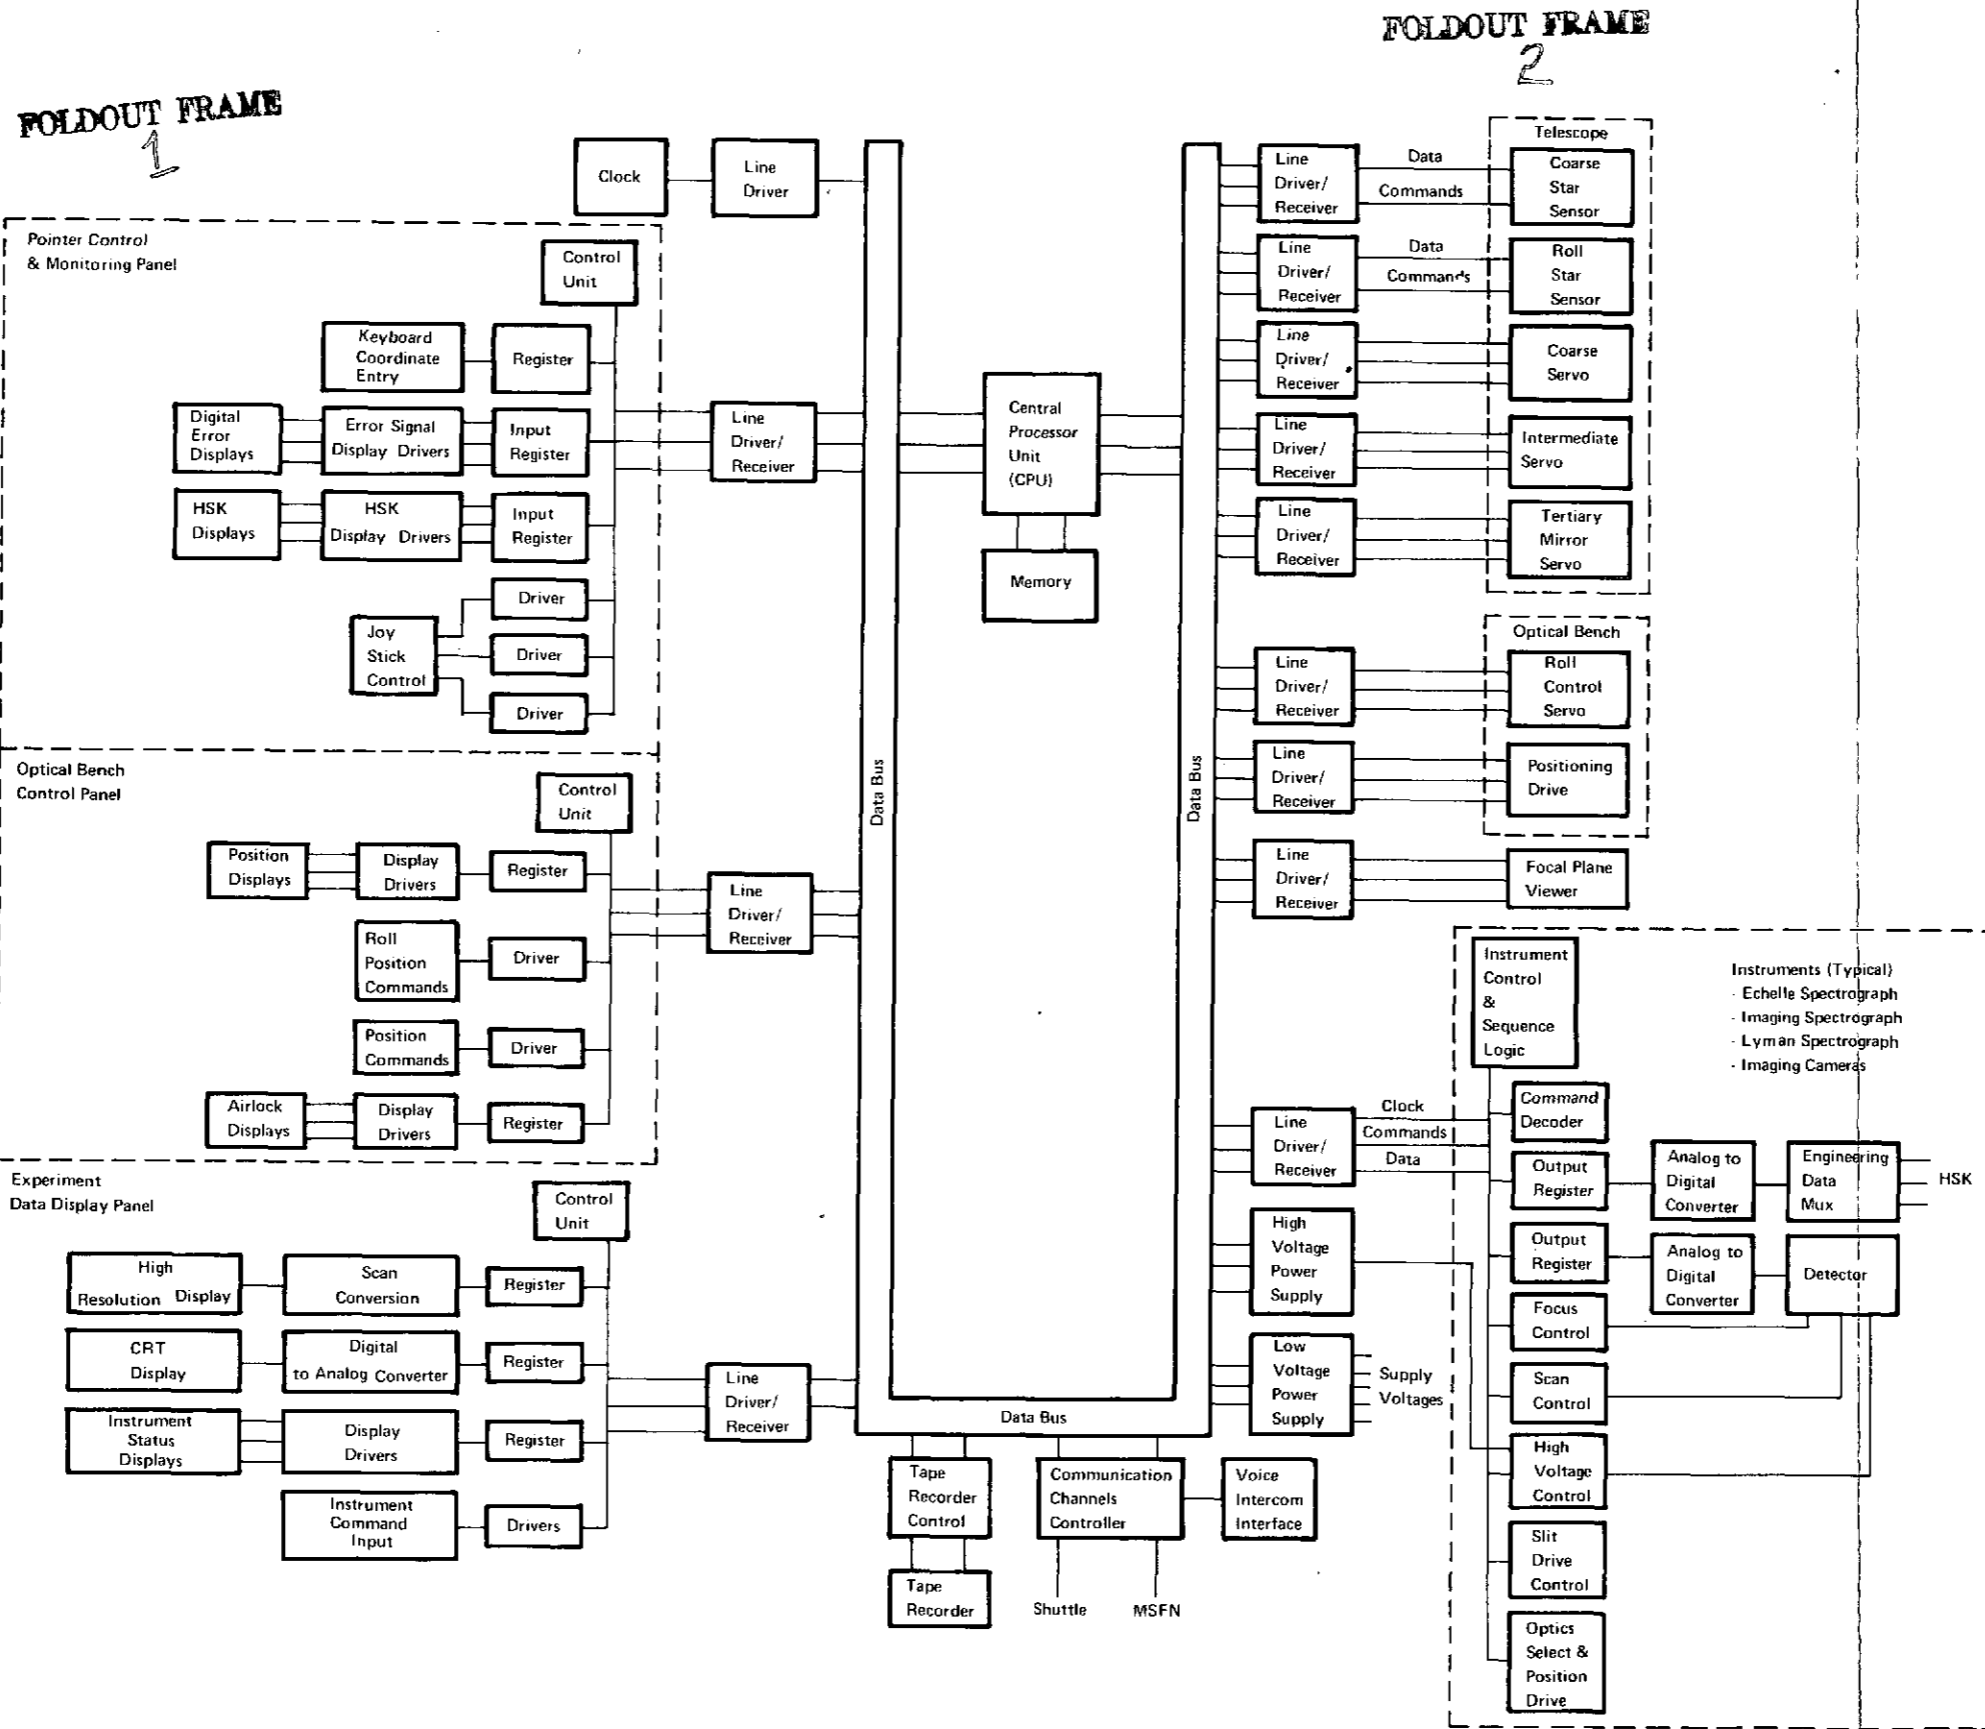 FOLDOUT FRAME
1
FOLDOUT FRAME
2
Clock
Line
Driver
Pointer Control
& Monitoring Panel
Control
Unit
Keyboard
Coordinate
Entry
Register
Digital
Error
Displays
Error Signal
Display Drivers
Input
Register
Line
Driver/
Receiver
HSK
Displays
HSK
Display Drivers
Input
Register
Driver
Joy
Stick
Control
Driver
Driver
Optical Bench
Control Panel
Control
Unit
Position
Displays
Display
Drivers
Register
Line
Driver/
Receiver
Roll
Position
Commands
Driver
Position
Commands
Driver
Airlock
Displays
Display
Drivers
Register
Experiment
Data Display Panel
Control
Unit
High
Resolution Display
Scan
Conversion
Register
CRT
Display
Digital
to Analog Converter
Register
Line
Driver/
Receiver
Instrument
Status
Displays
Display
Drivers
Register
Instrument
Command
Input
Drivers
Data Bus
Central
Processor
Unit
(CPU)
Memory
Data Bus
Data Bus
Tape
Recorder
Control
Tape
Recorder
Communication
Channels
Controller
Voice
Intercom
Interface
Shuttle
MSFN
Telescope
Line
Driver/
Receiver
Data
Commands
Coarse
Star
Sensor
Line
Driver/
Receiver
Data
Commands
Roll
Star
Sensor
Line
Driver/
Receiver
Coarse
Servo
Line
Driver/
Receiver
Intermediate
Servo
Line
Driver/
Receiver
Tertiary
Mirror
Servo
Optical Bench
Line
Driver/
Receiver
Roll
Control
Servo
Line
Driver/
Receiver
Positioning
Drive
Line
Driver/
Receiver
Focal Plane
Viewer
Instrument
Control
&
Sequence
Logic
Instruments (Typical)
- Echelle Spectrograph
- Imaging Spectrograph
- Lyman Spectrograph
- Imaging Cameras
Line
Driver/
Receiver
Clock
Commands
Data
Command
Decoder
Output
Register
Analog to
Digital
Converter
Engineering
Data
Mux
HSK
High
Voltage
Power
Supply
Output
Register
Analog to
Digital
Converter
Detector
Focus
Control
Low
Voltage
Power
Supply
Supply
Voltages
Scan
Control
High
Voltage
Control
Slit
Drive
Control
Optics
Select &
Position
Drive